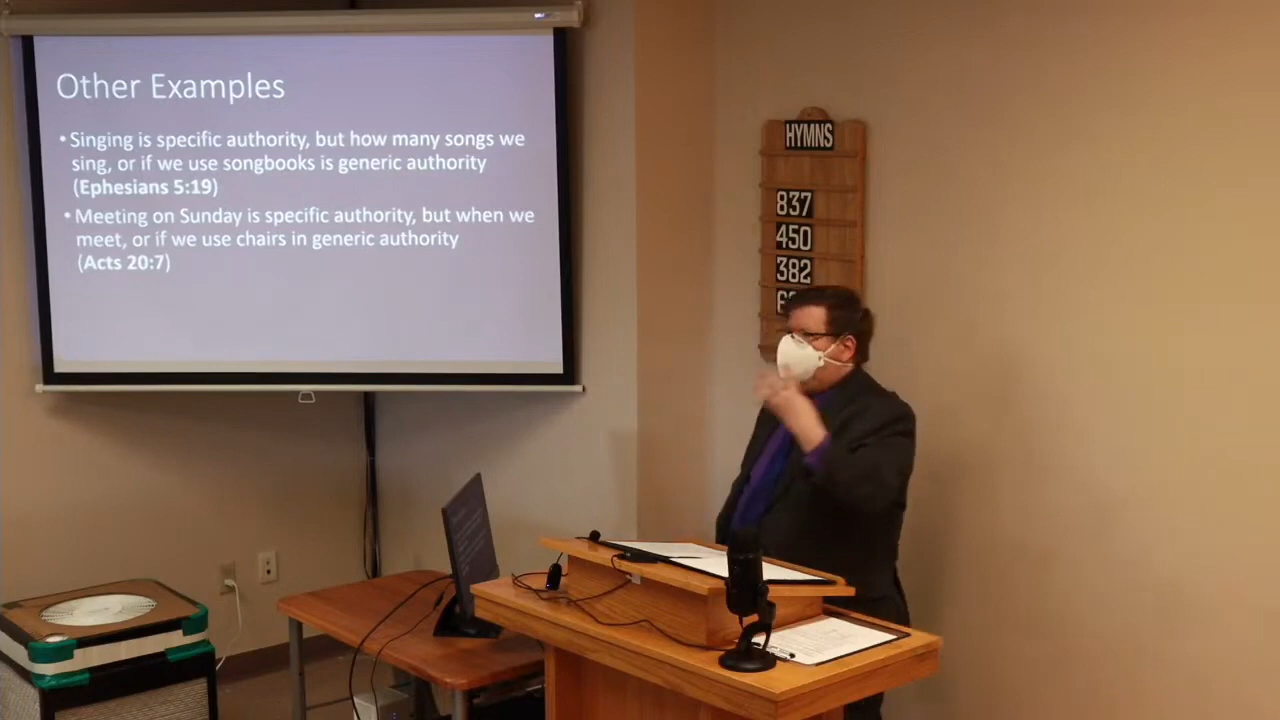 Other Examples
• Singing is specific authority, but how many songs we
sing, or if we use songbooks is generic authority
(Ephesians 5:19)
• Meeting on Sunday is specific authority, but when we
meet, or if we use chairs in generic authority
(Acts 20:7)
HYMNS
837
450
382